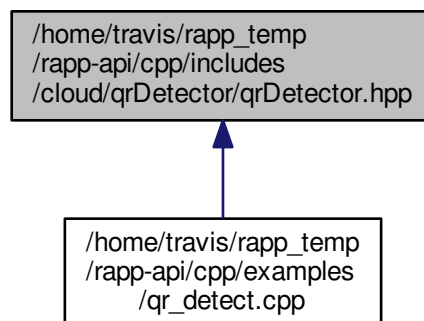 /home/travis/rapp_temp
/rapp-api/cpp/includes
/cloud/qrDetector/qrDetector.hpp
/home/travis/rapp_temp
/rapp-api/cpp/examples
/qr_detect.cpp